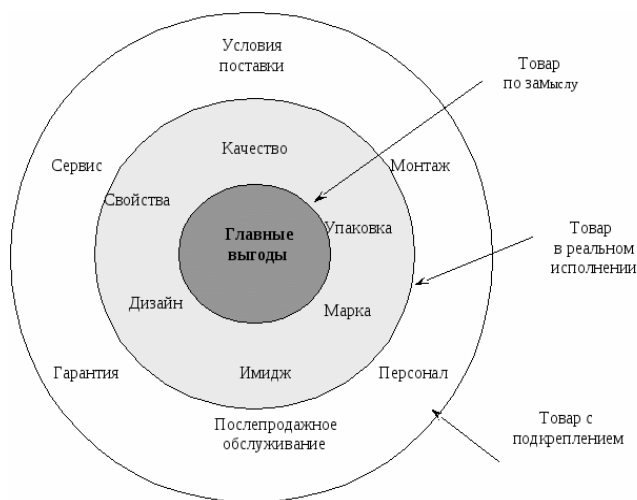 Условия
поставки
Товар
по замыслу
Качество
Сервис
Монтаж
Свойства
Упаковка
Главные
выгоды
Товар
в реальном
исполнении
Дизайн
Марка
Гарантия
Имидж
Персонал
Послепродажное
обслуживание
Товар с
подкреплением